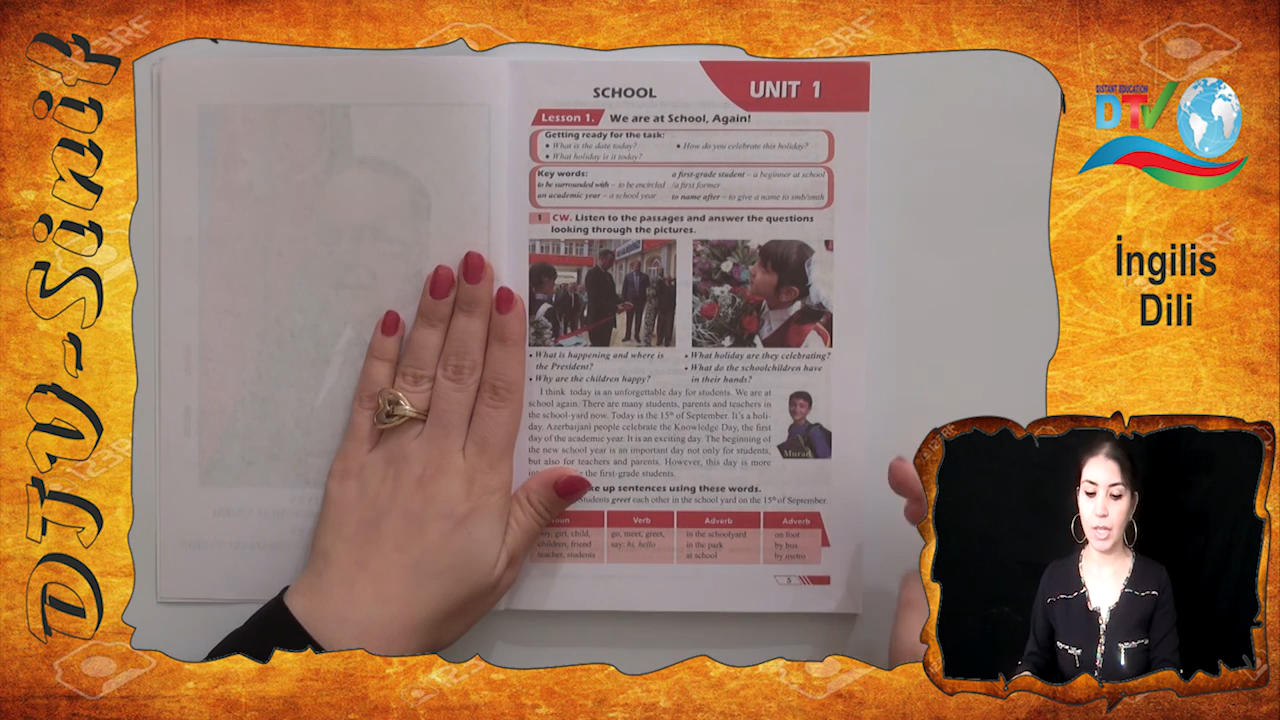 DTV-Sinif
DISTANT EDUCATION
DTV
İngilis
Dili
SCHOOL
UNIT 1
Lesson 1. We are at School, Again!
Getting ready for the task:
• What is the date today?
• How do you celebrate this holiday?
• What holiday is it today?
Key words:
to be surrounded with – to be encircled
an academic year – a school year
a first-grade student – a beginner at school
/a first former
to name after – to give a name to smb/smth
1 CW. Listen to the passages and answer the questions
looking through the pictures.
• What is happening and where is
the President?
• Why are the children happy?
• What holiday are they celebrating?
• What do the schoolchildren have
in their hands?
I think today is an unforgettable day for students. We are at
school again. There are many students, parents and teachers in
the school-yard now. Today is the 15th of September. It's a holi-
day. Azerbaijani people celebrate the Knowledge Day, the first
day of the academic year. It is an exciting day. The beginning of
the new school year is an important day not only for students,
but also for teachers and parents. However, this day is more
the first-grade students.
Murad
up sentences using these words.
Students greet each other in the school yard on the 15th of September.
Verb
Adverb
Adverb
girl, child,
children, friend
teacher, students
go, meet, greet,
say: hi, hello
in the schoolyard
in the park
at school
on foot
by bus
by metro
5
123RF